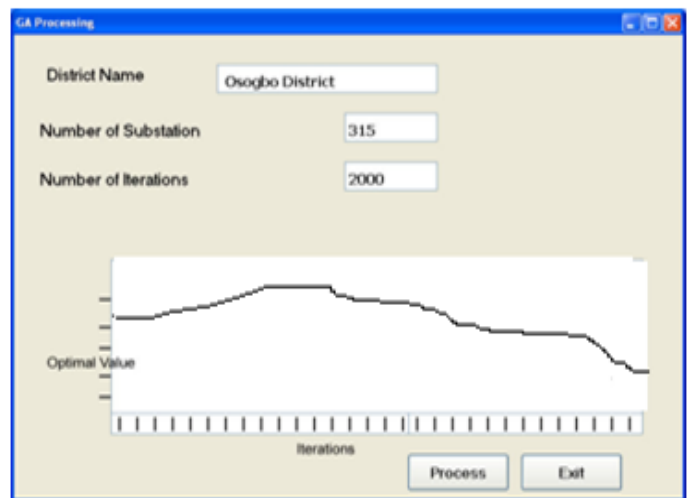 GA Processing
District Name
Osogbo District
Number of Substation
315
Number of Iterations
2000
Optimal Value
Iterations
Process
Exit